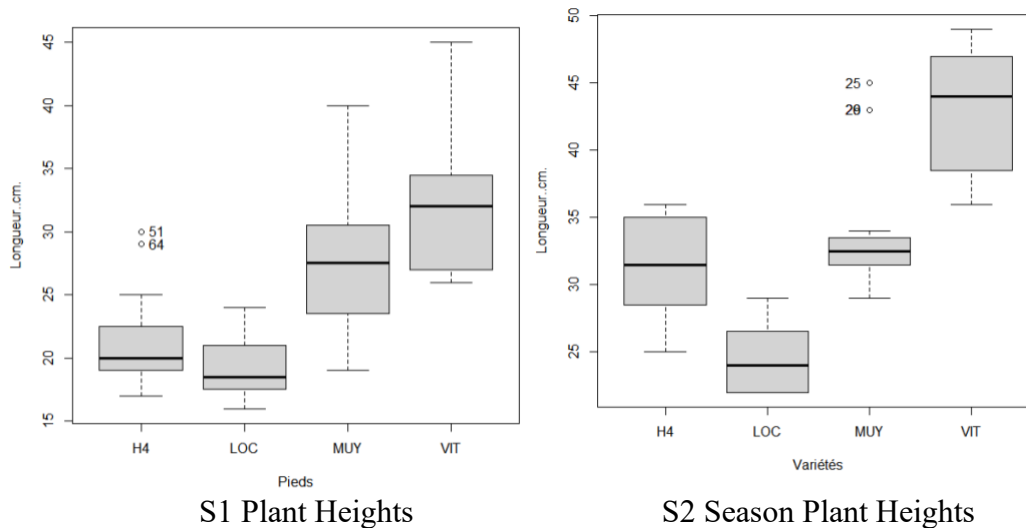 Longueur..cm.
45
40
35
30
25
20
15
51
64
H4 LOC MUY VIT
Pieds
S1 Plant Heights
Longueur..cm.
50
45
40
35
30
25
25
H4 LOC MUY VIT
Variétés
S2 Season Plant Heights